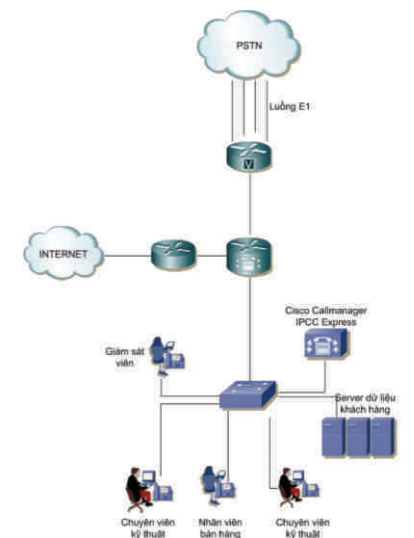 PSTN
Luồng E1
V
INTERNET
Cisco Callmanager
IPCC Express
Giám sát
viên
Server dữ liệu
khách hàng
Chuyên viên
kỹ thuật
Nhân viên
bán hàng
Chuyên viên
kỹ thuật